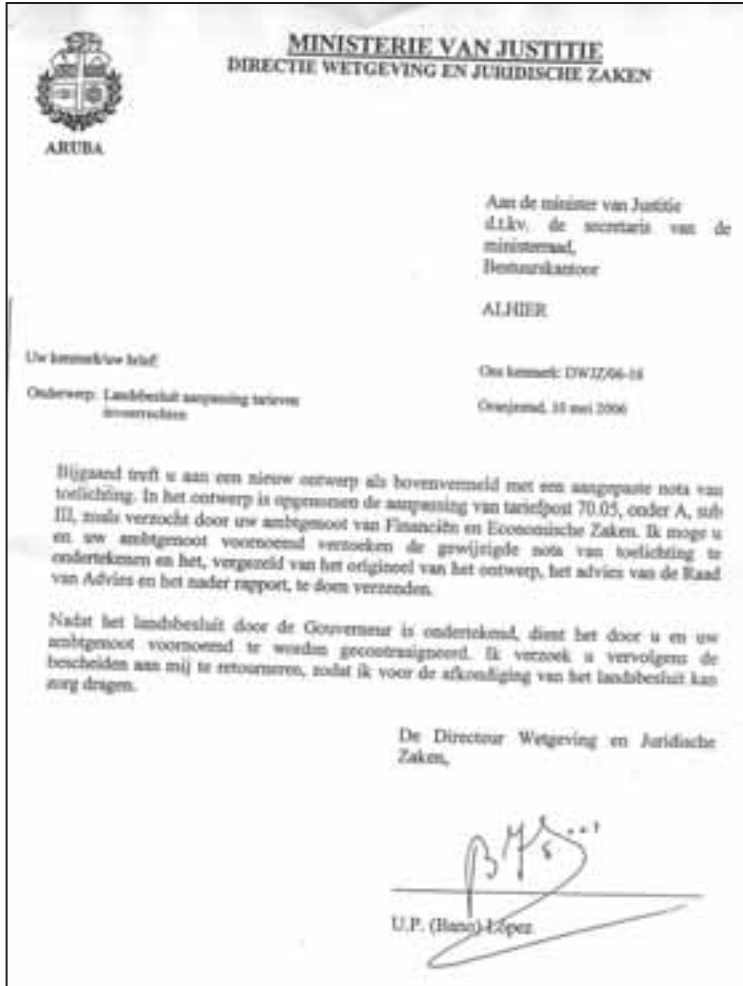 MINISTERIE VAN JUSTITIE
DIRECTIE WETGEVING EN JURIDISCHE ZAKEN
ARUBA
Aan de minister van Justitie
d.t.k.v. de secretaris van de
ministerraad,
Bestuurskantoor
ALHIER
Uw kenmerk/uw brief:
Ons kenmerk: DWJZ/06-16
Onderwerp: Landsbesluit aanpassing tarieven
invoerrechten
Oranjestad, 10 mei 2006
Bijgaand treft u aan een nieuw ontwerp als bovenvermeld met een aangepaste nota van
toelichting. In het ontwerp is opgenomen de aanpassing van tariefpost 70.05, onder A, sub
III, zoals verzocht door uw ambtgenoot van Financiën en Economische Zaken. Ik moge u
en uw ambtgenoot voornoemd verzoeken de gewijzigde nota van toelichting te
ondertekenen en het, vergezeld van het origineel van het ontwerp, het advies van de Raad
van Advies en het nader rapport, te doen verzenden.
Nadat het landsbesluit door de Gouverneur is ondertekend, dient het door u en uw
ambtgenoot voornoemd te worden gecontrasigneerd. Ik verzoek u vervolgens de
bescheiden aan mij te retourneren, zodat ik voor de afkondiging van het landsbesluit kan
zorg dragen.
De Directeur Wetgeving en Juridische
Zaken,
U.P. (Bano) López